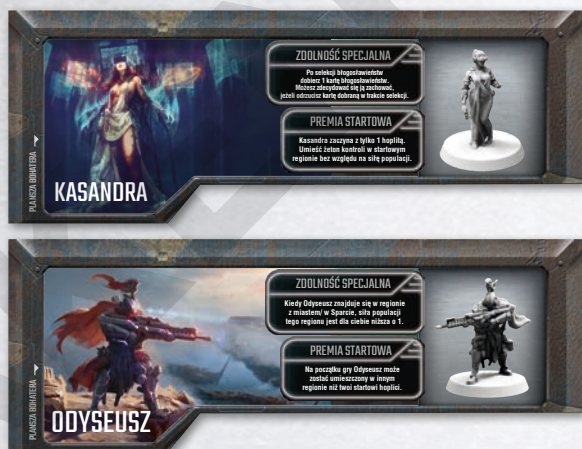 ZDOLNOŚĆ SPECJALNA
Po selekcji błogosławieństw
dobierz 1 kartę błogosławieństw.
Możesz zdecydować się ją zachować,
jeżeli odrzucisz kartę dobraną w trakcie selekcji.
PREMIA STARTOWA
Kasandra zaczyna z tylko 1 hoplitą.
Umieść żeton kontroli w startowym
regionie bez względu na siłę populacji.
PLANSZA BOHATERA
KASANDRA
ZDOLNOŚĆ SPECJALNA
Kiedy Odyseusz znajduje się w regionie
z miastem/ w Sparcie, siła populacji
tego regionu jest dla ciebie niższa o 1.
PREMIA STARTOWA
Na początku gry Odyseusz może
zostać umieszczony w innym
regionie niż twoi startowi hoplici.
PLANSZA BOHATERA
ODYSEUSZ